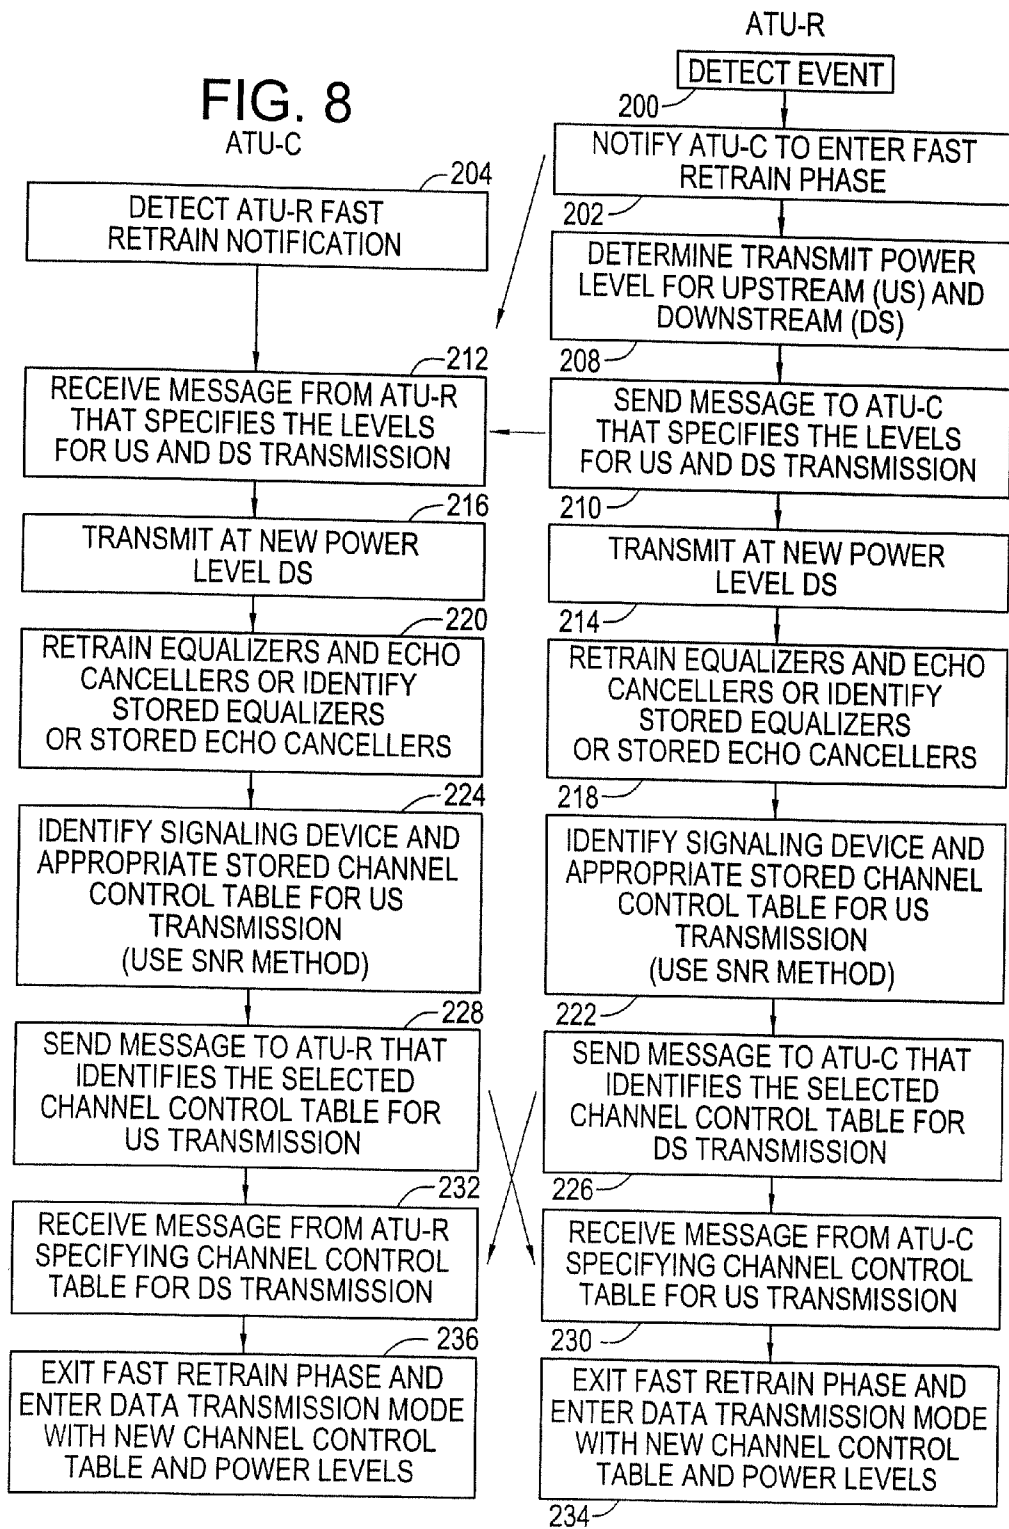 FIG. 8
ATU-C
204
DETECT ATU-R FAST
RETRAIN NOTIFICATION
212
RECEIVE MESSAGE FROM ATU-R
THAT SPECIFIES THE LEVELS
FOR US AND DS TRANSMISSION
216
TRANSMIT AT NEW POWER
LEVEL DS
220
RETRAIN EQUALIZERS AND ECHO
CANCELLERS OR IDENTIFY
STORED EQUALIZERS
OR STORED ECHO CANCELLERS
224
IDENTIFY SIGNALING DEVICE AND
APPROPRIATE STORED CHANNEL
CONTROL TABLE FOR US
TRANSMISSION
(USE SNR METHOD)
228
SEND MESSAGE TO ATU-R THAT
IDENTIFIES THE SELECTED
CHANNEL CONTROL TABLE FOR
US TRANSMISSION
232
RECEIVE MESSAGE FROM ATU-R
SPECIFYING CHANNEL CONTROL
TABLE FOR DS TRANSMISSION
236
EXIT FAST RETRAIN PHASE AND
ENTER DATA TRANSMISSION MODE
WITH NEW CHANNEL CONTROL
TABLE AND POWER LEVELS
ATU-R
DETECT EVENT
200
NOTIFY ATU-C TO ENTER FAST
RETRAIN PHASE
202
DETERMINE TRANSMIT POWER
LEVEL FOR UPSTREAM (US) AND
DOWNSTREAM (DS)
208
SEND MESSAGE TO ATU-C
THAT SPECIFIES THE LEVELS
FOR US AND DS TRANSMISSION
210
TRANSMIT AT NEW POWER
LEVEL DS
214
RETRAIN EQUALIZERS AND ECHO
CANCELLERS OR IDENTIFY
STORED EQUALIZERS
OR STORED ECHO CANCELLERS
218
IDENTIFY SIGNALING DEVICE AND
APPROPRIATE STORED CHANNEL
CONTROL TABLE FOR US
TRANSMISSION
(USE SNR METHOD)
222
SEND MESSAGE TO ATU-C THAT
IDENTIFIES THE SELECTED
CHANNEL CONTROL TABLE FOR
DS TRANSMISSION
226
RECEIVE MESSAGE FROM ATU-C
SPECIFYING CHANNEL CONTROL
TABLE FOR US TRANSMISSION
230
EXIT FAST RETRAIN PHASE AND
ENTER DATA TRANSMISSION MODE
WITH NEW CHANNEL CONTROL
TABLE AND POWER LEVELS
234